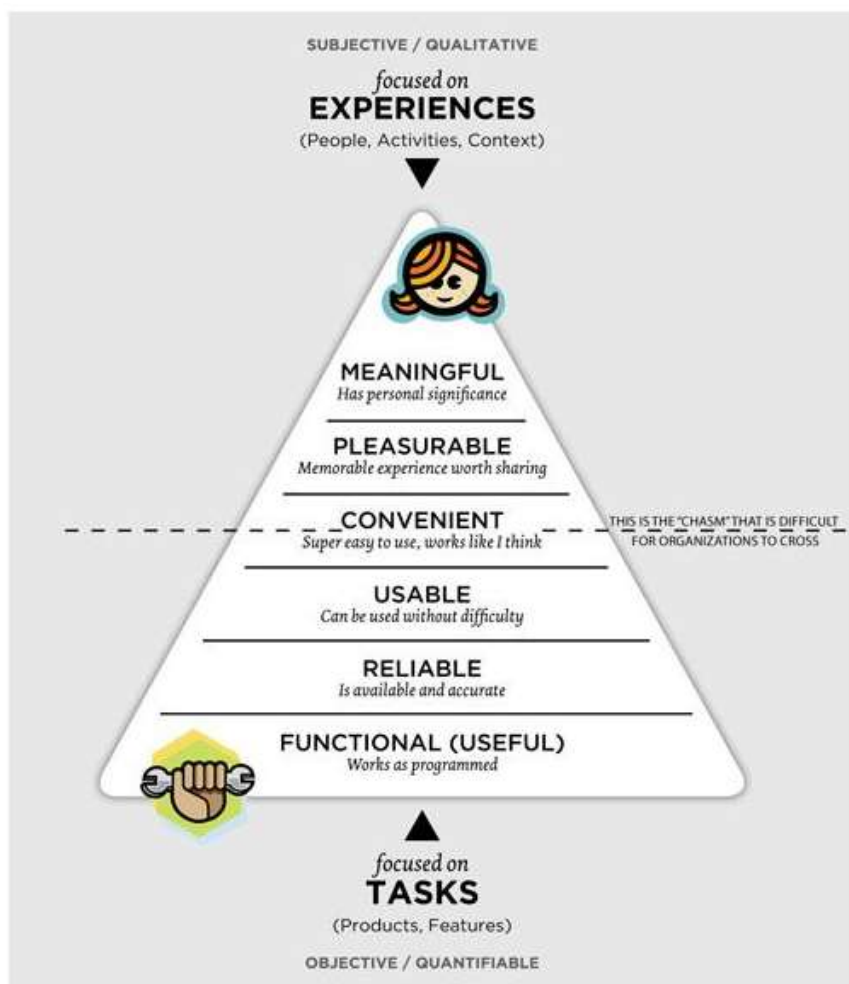 SUBJECTIVE / QUALITATIVE
focused on
EXPERIENCES
(People, Activities, Context)
MEANINGFUL
Has personal significance
PLEASURABLE
Memorable experience worth sharing
CONVENIENT
Super easy to use, works like I think
THIS IS THE "CHASM" THAT IS DIFFICULT
FOR ORGANIZATIONS TO CROSS
USABLE
Can be used without difficulty
RELIABLE
Is available and accurate
FUNCTIONAL (USEFUL)
Works as programmed
focused on
TASKS
(Products, Features)
OBJECTIVE / QUANTIFIABLE